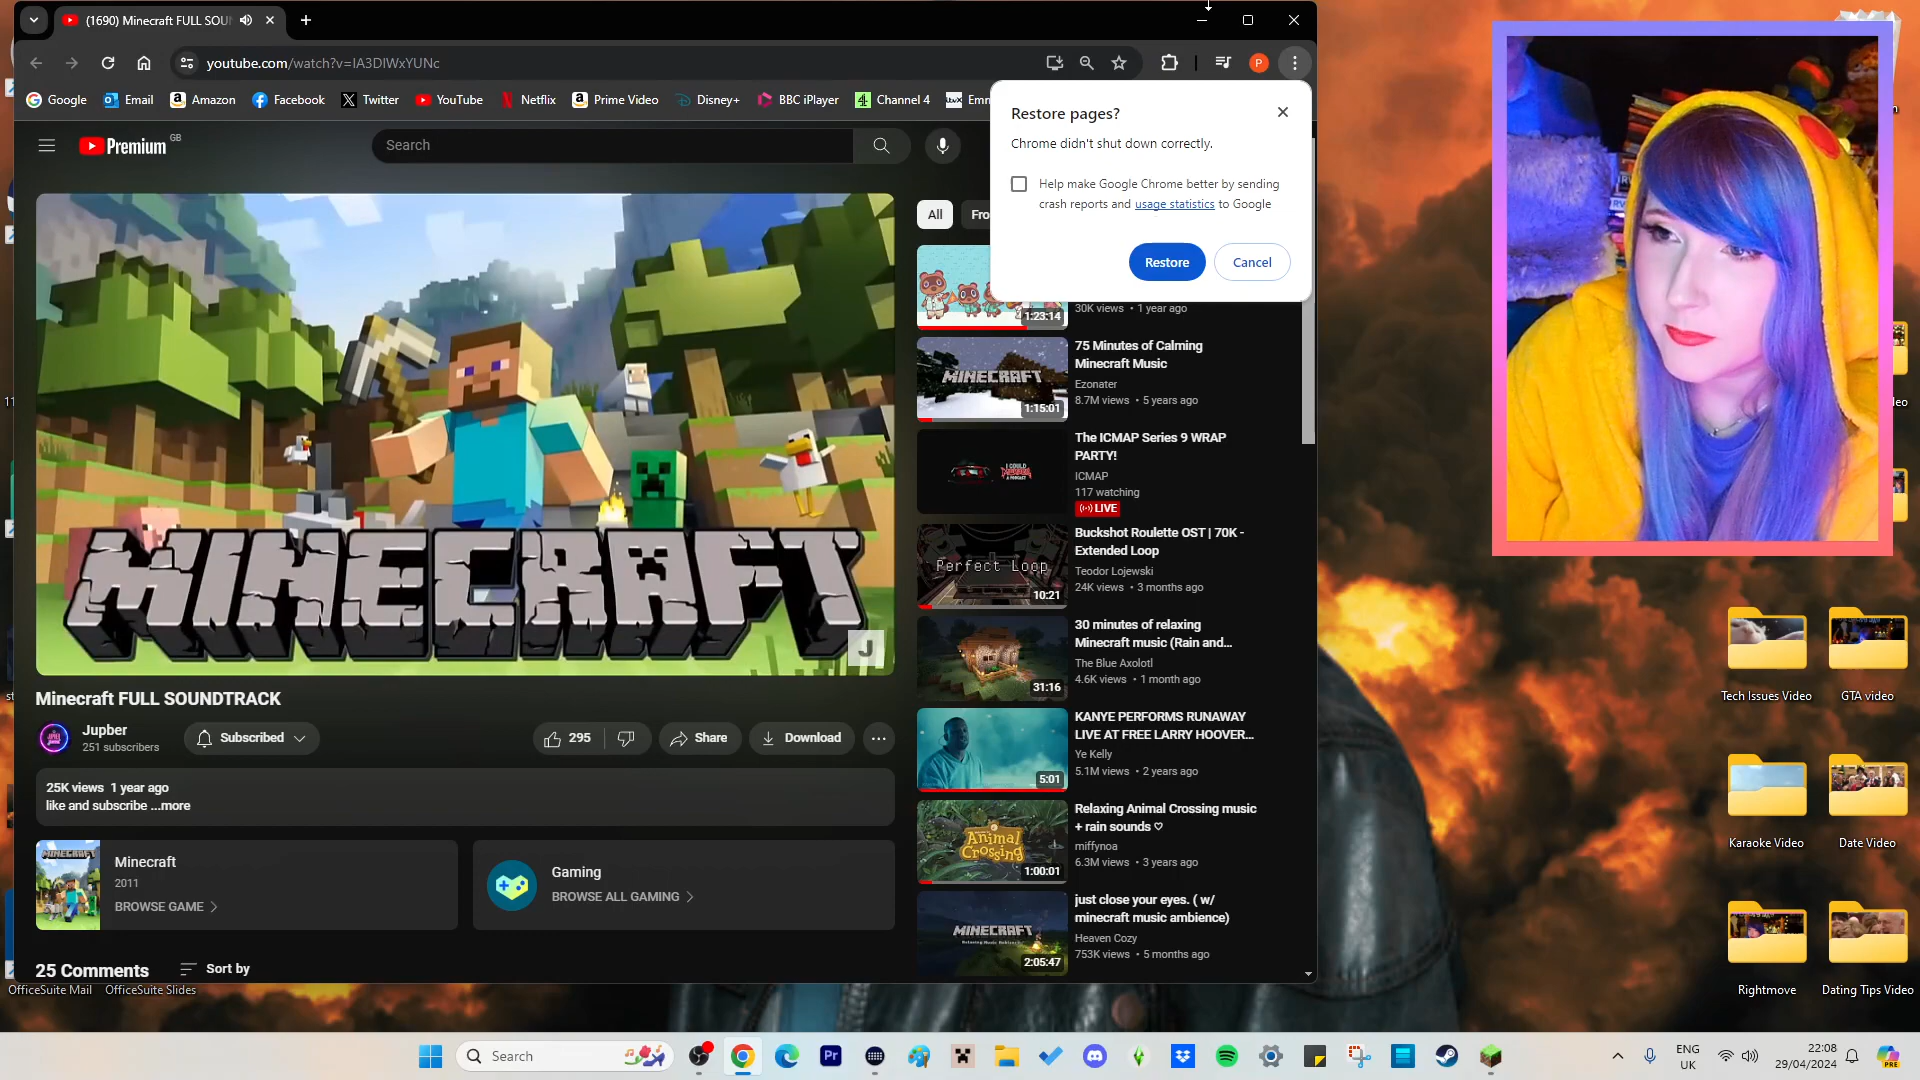 (1690) Minecraft FULL SOUN
youtube.com/watch?v=IA3DIWxYUNc
Google
Email
Amazon
Facebook
Twitter
YouTube
Netflix
Prime Video
Disney+
BBC iPlayer
Channel 4
Premium
GB
Search
Restore pages?
Chrome didn't shut down correctly.
Help make Google Chrome better by sending
crash reports and usage statistics to Google
Restore
Cancel
All
1:23:14
30K views • 1 year ago
MINECRAFT
1:15:01
75 Minutes of Calming
Minecraft Music
Ezonater
8.7M views • 5 years ago
The ICMAP Series 9 WRAP
PARTY!
ICMAP
117 watching
LIVE
Perfect Loop
10:21
Buckshot Roulette OST | 70K -
Extended Loop
Teodor Lojewski
24K views • 3 months ago
31:16
30 minutes of relaxing
Minecraft music (Rain and...
The Blue Axolotl
4.6K views • 1 month ago
5:01
KANYE PERFORMS RUNAWAY
LIVE AT FREE LARRY HOOVER...
Ye Kelly
5.1M views • 2 years ago
Animal
Crossing
1:00:01
Relaxing Animal Crossing music
+ rain sounds ♡
miffynoa
6.3M views • 3 years ago
MINECRAFT
2:05:47
just close your eyes. ( w/
minecraft music ambience)
Heaven Cozy
753K views • 5 months ago
MINECRAFT
J
Minecraft FULL SOUNDTRACK
Jupber
251 subscribers
Subscribed
295
Share
Download
25K views 1 year ago
like and subscribe ...more
MINECRAFT
Minecraft
2011
BROWSE GAME
Gaming
BROWSE ALL GAMING
25 Comments
Sort by
OfficeSuite Mail
OfficeSuite Slides
Tech Issues Video
GTA video
Karaoke Video
Date Video
Rightmove
Dating Tips Video
Search
Pr
ENG
UK
22:08
29/04/2024
PRE